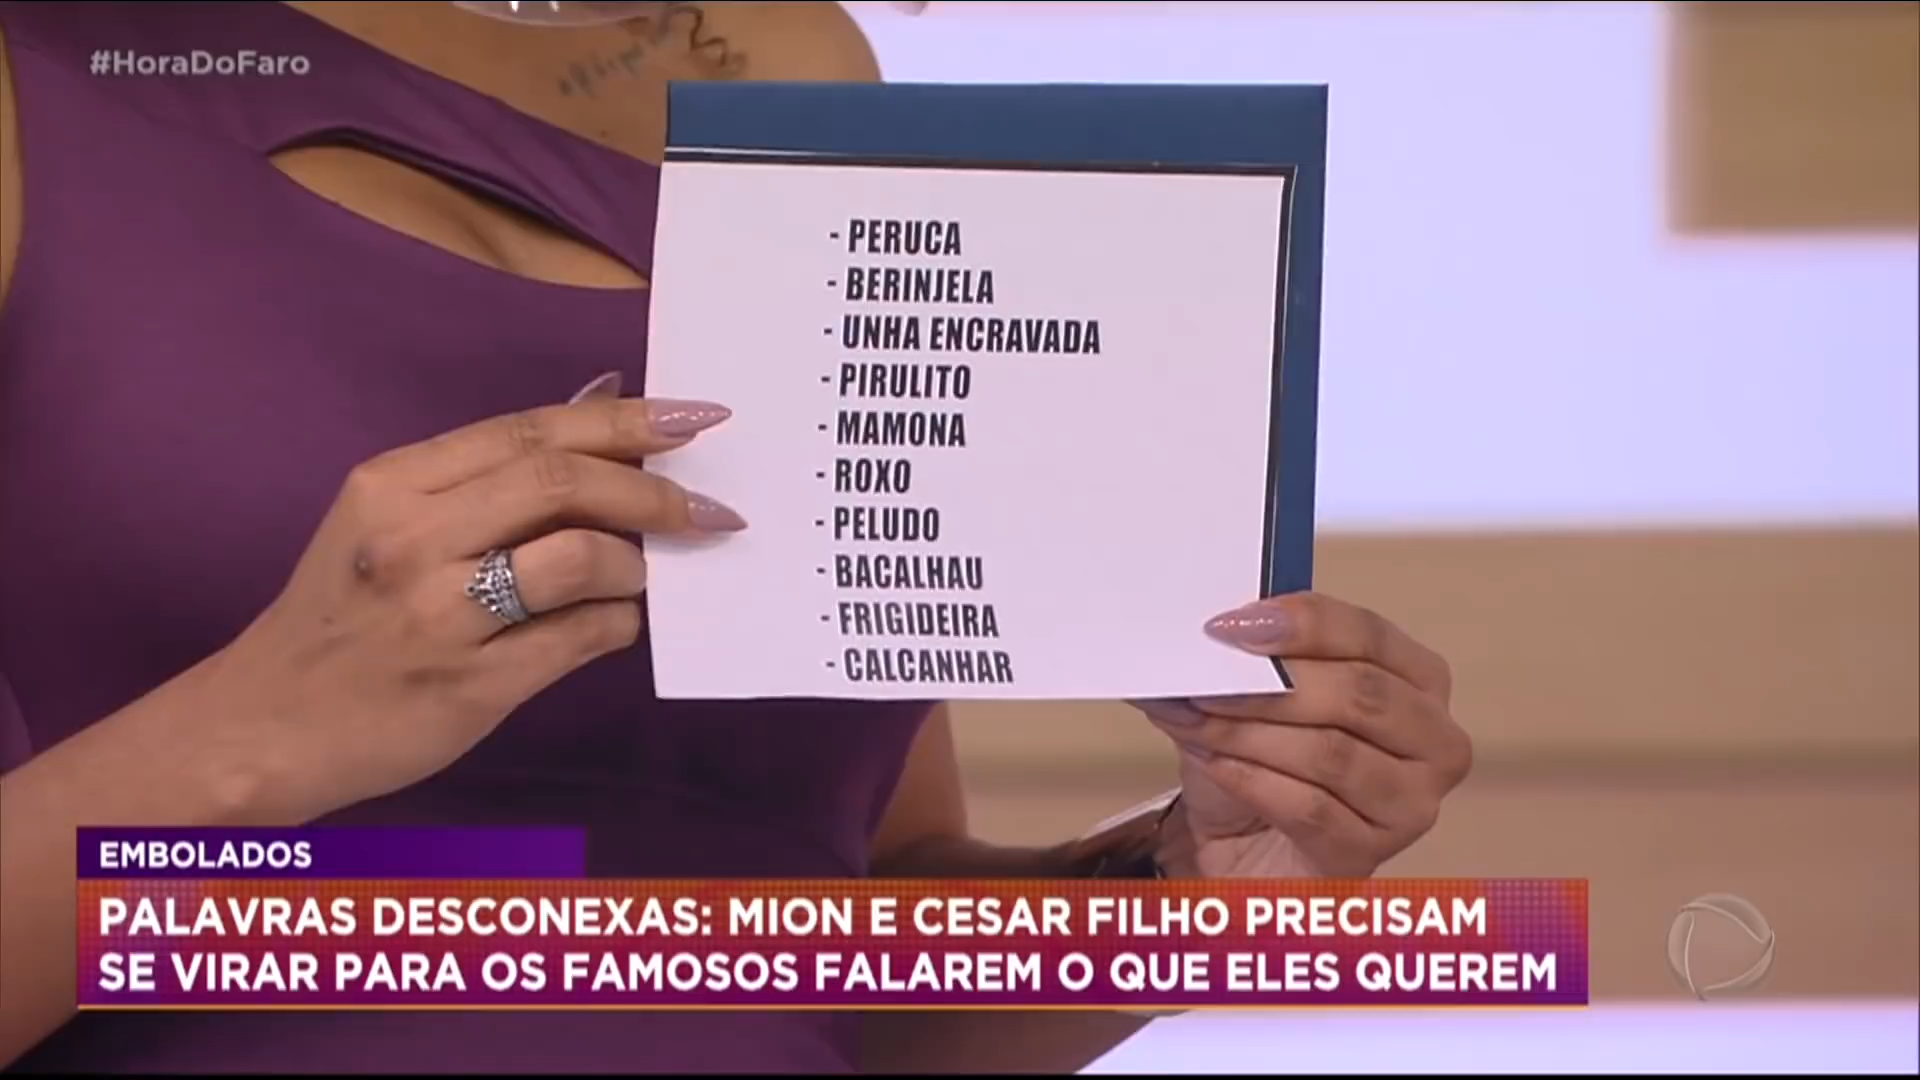 #HoraDoFaro
- PERUCA
- BERINJELA
- UNHA ENCRAVADA
- PIRULITO
- MAMONA
- ROXO
- PELUDO
- BACALHAU
- FRIGIDEIRA
- CALCANHAR
EMBOLADOS
PALAVRAS DESCONEXAS: MION E CESAR FILHO PRECISAM
SE VIRAR PARA OS FAMOSOS FALAREM O QUE ELES QUEREM